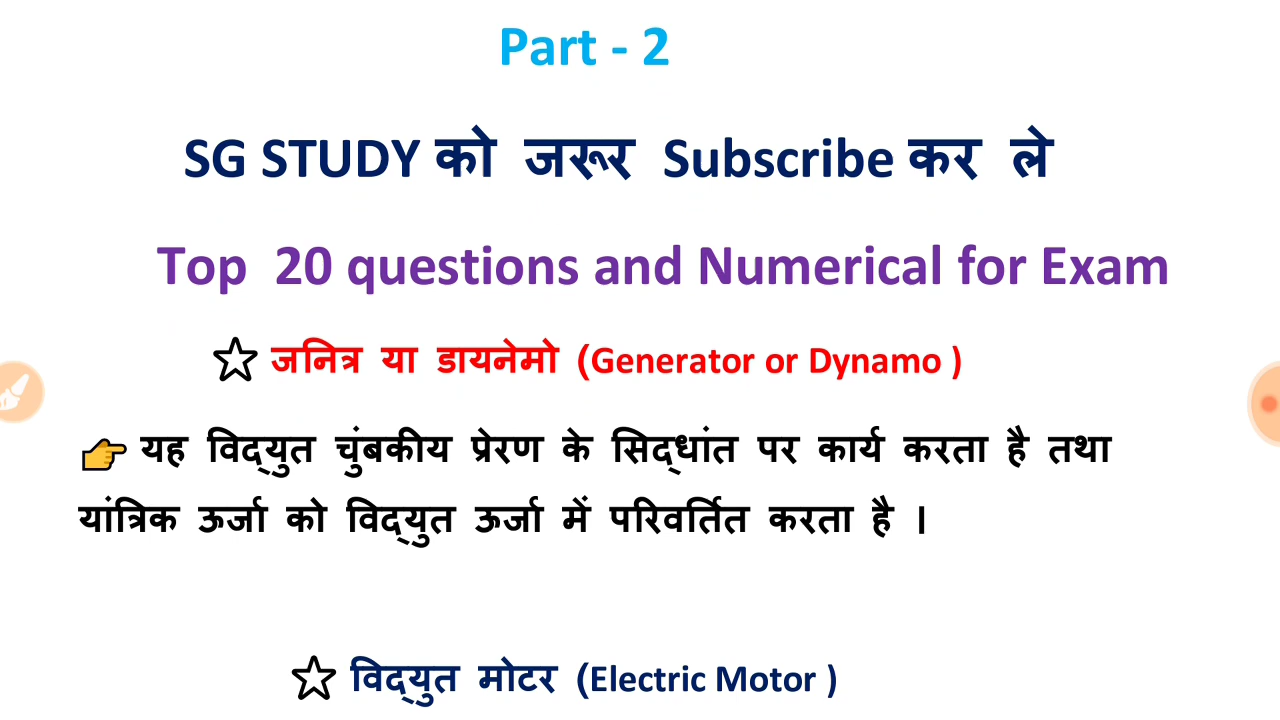 Part - 2
SG STUDY को जरूर Subscribe कर ले
Top 20 questions and Numerical for Exam
☆ जनित्र या डायनेमो (Generator or Dynamo )
👉 यह विद्युत चुंबकीय प्रेरण के सिद्धांत पर कार्य करता है तथा
यांत्रिक ऊर्जा को विद्युत ऊर्जा में परिवर्तित करता है ।
☆ विद्युत मोटर (Electric Motor )